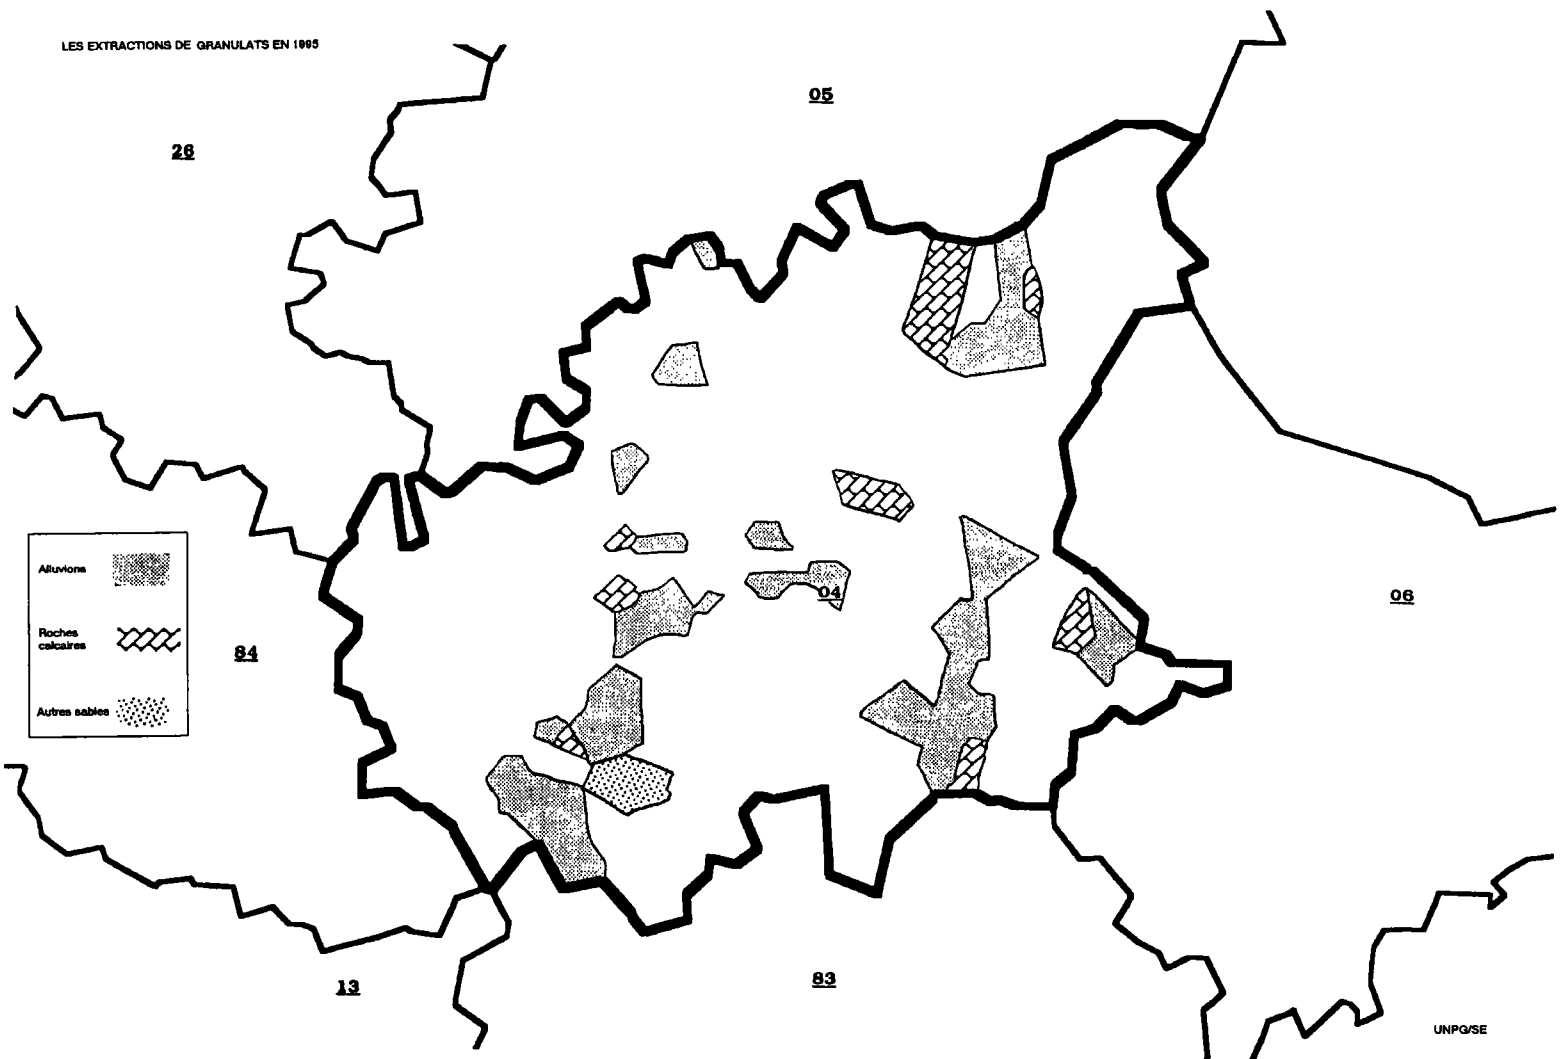 LES EXTRACTIONS DE GRANULATS EN 1995
05
26
Alluvions
Roches
calcaires
Autres sables
84
04
06
13
83
UNPG/SE